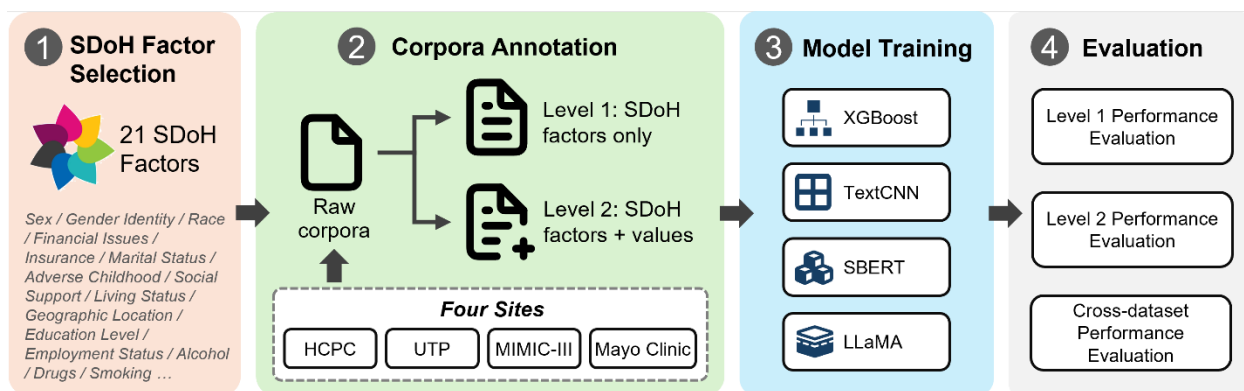 1 SDoH Factor
Selection
21 SDoH
Factors
Sex / Gender Identity / Race
/ Financial Issues /
Insurance / Marital Status /
Adverse Childhood / Social
Support / Living Status /
Geographic Location /
Education Level /
Employment Status / Alcohol
/ Drugs / Smoking ...
2 Corpora Annotation
Raw
corpora
Level 1: SDoH
factors only
Level 2: SDoH
factors + values
Four Sites
HCPC
UTP
MIMIC-III
Mayo Clinic
3 Model Training
XGBoost
TextCNN
SBERT
LLaMA
4 Evaluation
Level 1 Performance
Evaluation
Level 2 Performance
Evaluation
Cross-dataset
Performance
Evaluation